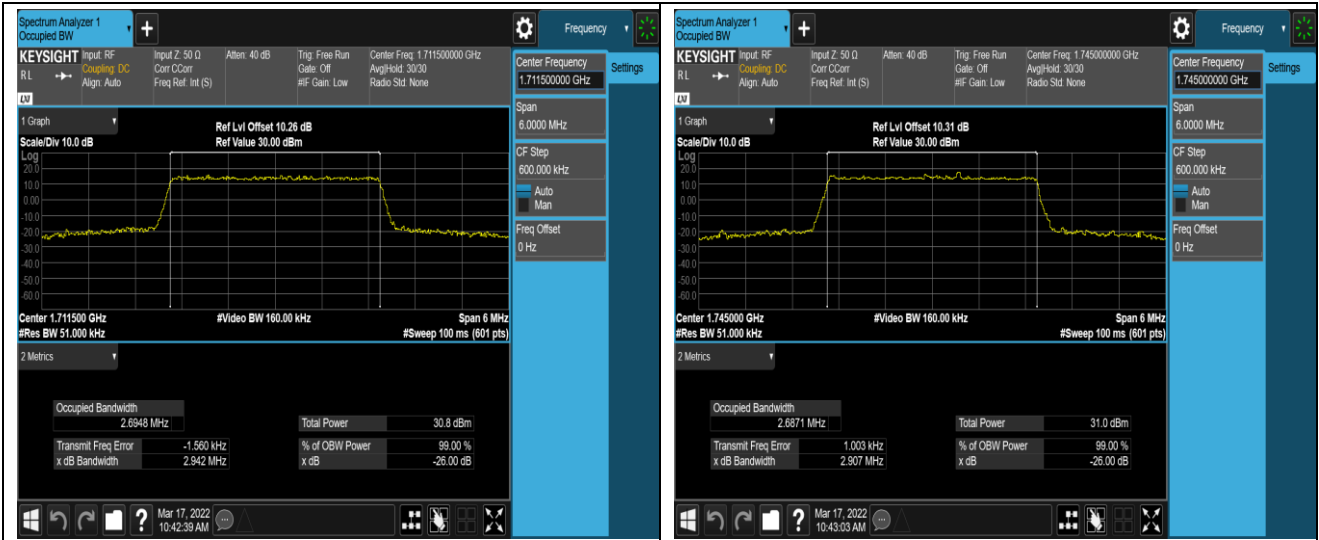 Spectrum Analyzer 1
Occupied BW
Frequency
KEYSIGHT
RL
LXI
Input: RF
Coupling: DC
Align: Auto
Input Z: 50 Ω
Corr CCorr
Freq Ref: Int (S)
Atten: 40 dB
Trig: Free Run
Gate: Off
#IF Gain: Low
Center Freq: 1.711500000 GHz
Avg|Hold: 30/30
Radio Std: None
Center Frequency
1.711500000 GHz
Settings
Span
6.0000 MHz
CF Step
600.000 kHz
Auto
Man
Freq Offset
0 Hz
1 Graph
Ref Lvl Offset 10.26 dB
Scale/Div 10.0 dB
Ref Value 30.00 dBm
Log
20.0
10.0
0.00
-10.0
-20.0
-30.0
-40.0
-50.0
-60.0
Center 1.711500 GHz
#Video BW 160.00 kHz
Span 6 MHz
#Res BW 51.000 kHz
#Sweep 100 ms (601 pts)
2 Metrics
Occupied Bandwidth
2.6948 MHz
Total Power 30.8 dBm
Transmit Freq Error -1.560 kHz
% of OBW Power 99.00 %
x dB Bandwidth 2.942 MHz
x dB -26.00 dB
?
Mar 17, 2022
10:42:39 AM
Spectrum Analyzer 1
Occupied BW
Frequency
KEYSIGHT
RL
LXI
Input: RF
Coupling: DC
Align: Auto
Input Z: 50 Ω
Corr CCorr
Freq Ref: Int (S)
Atten: 40 dB
Trig: Free Run
Gate: Off
#IF Gain: Low
Center Freq: 1.745000000 GHz
Avg|Hold: 30/30
Radio Std: None
Center Frequency
1.745000000 GHz
Settings
Span
6.0000 MHz
CF Step
600.000 kHz
Auto
Man
Freq Offset
0 Hz
1 Graph
Ref Lvl Offset 10.31 dB
Scale/Div 10.0 dB
Ref Value 30.00 dBm
Log
20.0
10.0
0.00
-10.0
-20.0
-30.0
-40.0
-50.0
-60.0
Center 1.745000 GHz
#Video BW 160.00 kHz
Span 6 MHz
#Res BW 51.000 kHz
#Sweep 100 ms (601 pts)
2 Metrics
Occupied Bandwidth
2.6871 MHz
Total Power 31.0 dBm
Transmit Freq Error 1.003 kHz
% of OBW Power 99.00 %
x dB Bandwidth 2.907 MHz
x dB -26.00 dB
?
Mar 17, 2022
10:43:03 AM